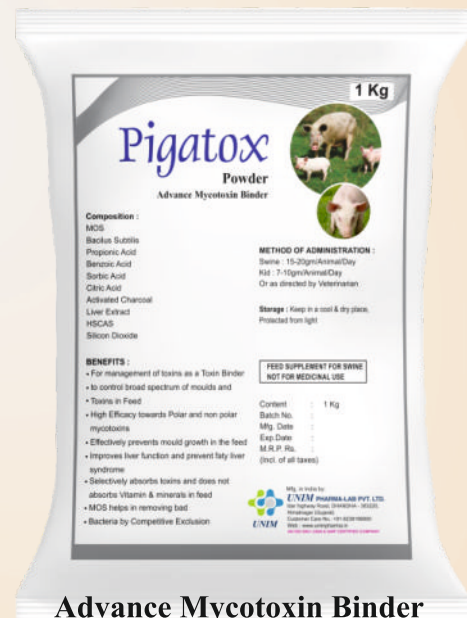 1 Kg
Pigatox
Powder
Advance Mycotoxin Binder
Composition :
MOS
Bacilus Subtilis
Propionic Acid
Benzoic Acid
Sorbic Acid
Citric Acid
Activated Charcoal
Liver Extract
HSCAS
Silicon Dioxide
BENEFITS :
• For management of toxins as a Toxin Binder
• to control broad spectrum of moulds and
• Toxins in Feed
• High Efficacy towards Polar and non polar
mycotoxins
• Effectively prevents mould growth in the feed
• Improves liver function and prevent faty liver
syndrome
• Selectively absorbs toxins and does not
absorbs Vitamin & minerals in feed
• MOS helps in removing bad
• Bacteria by Competitive Exclusion
METHOD OF ADMINISTRATION :
Swine : 15-20gm/Animal/Day
Kid : 7-10gm/Animal/Day
Or as directed by Veterinarian
Storage : Keep in a cool & dry place,
Protected from light
FEED SUPPLEMENT FOR SWINE
NOT FOR MEDICINAL USE
Content : 1 Kg
Batch No. :
Mfg. Date :
Exp.Date :
M.R.P. Rs. :
(Incl. of all taxes)
UNIM
Mfg. in India by:
UNIM PHARMA-LAB PVT. LTD.
Customer Care No.
Advance Mycotoxin Binder